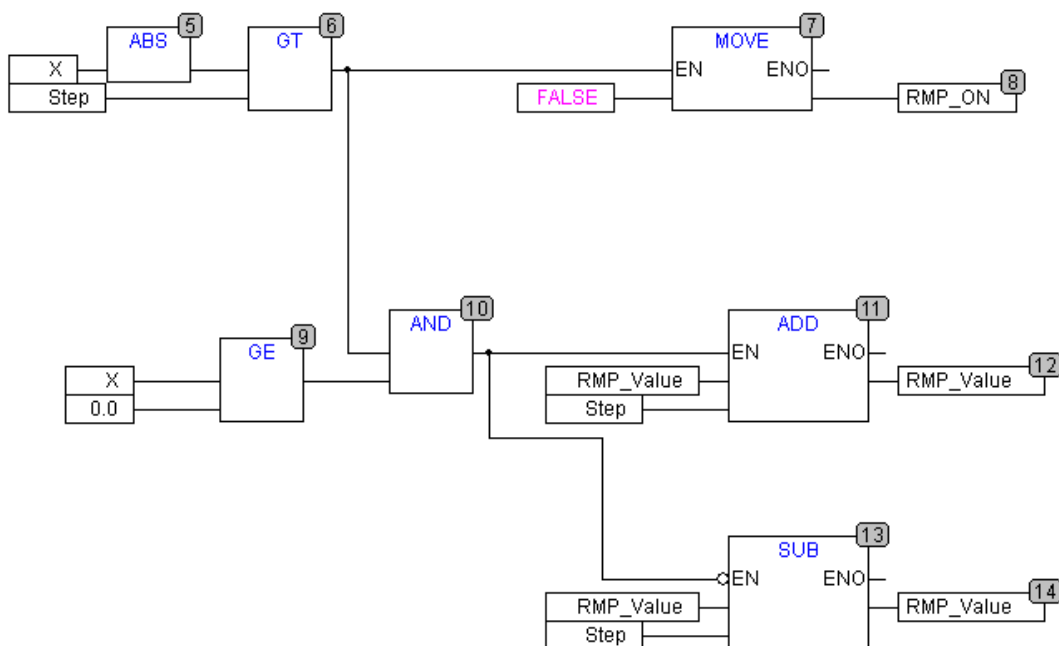 ABS 5
GT 6
MOVE 7
X
EN ENO
Step
FALSE
RMP_ON 8
AND 10
ADD 11
GE 9
EN ENO
X
RMP_Value
RMP_Value 12
0.0
Step
SUB 13
EN ENO
RMP_Value
RMP_Value 14
Step